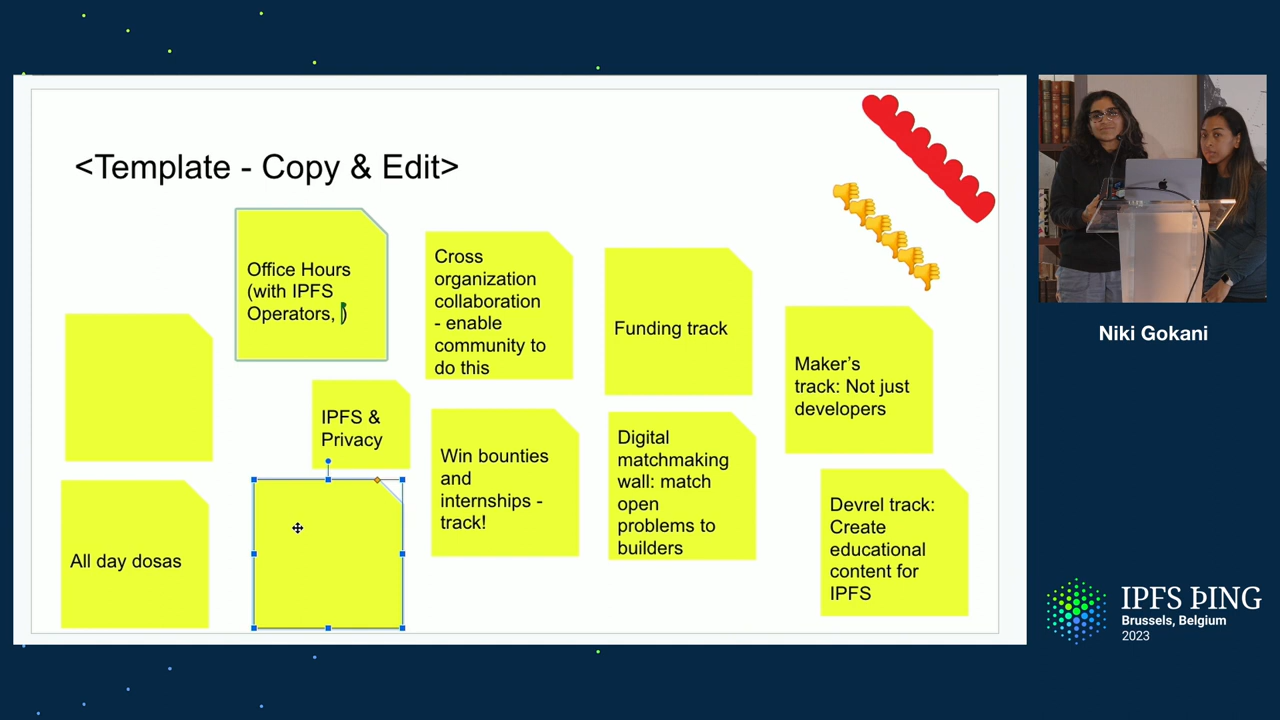 <Template - Copy & Edit>
Office Hours
(with IPFS
Operators,
Cross
organization
collaboration
- enable
community to
do this
Funding track
Maker’s
track: Not just
developers
IPFS &
Privacy
Win bounties
and
internships -
track!
Digital
matchmaking
wall: match
open
problems to
builders
Devrel track:
Create
educational
content for
IPFS
All day dosas
Niki Gokani
IPFS ÞING
Brussels, Belgium
2023